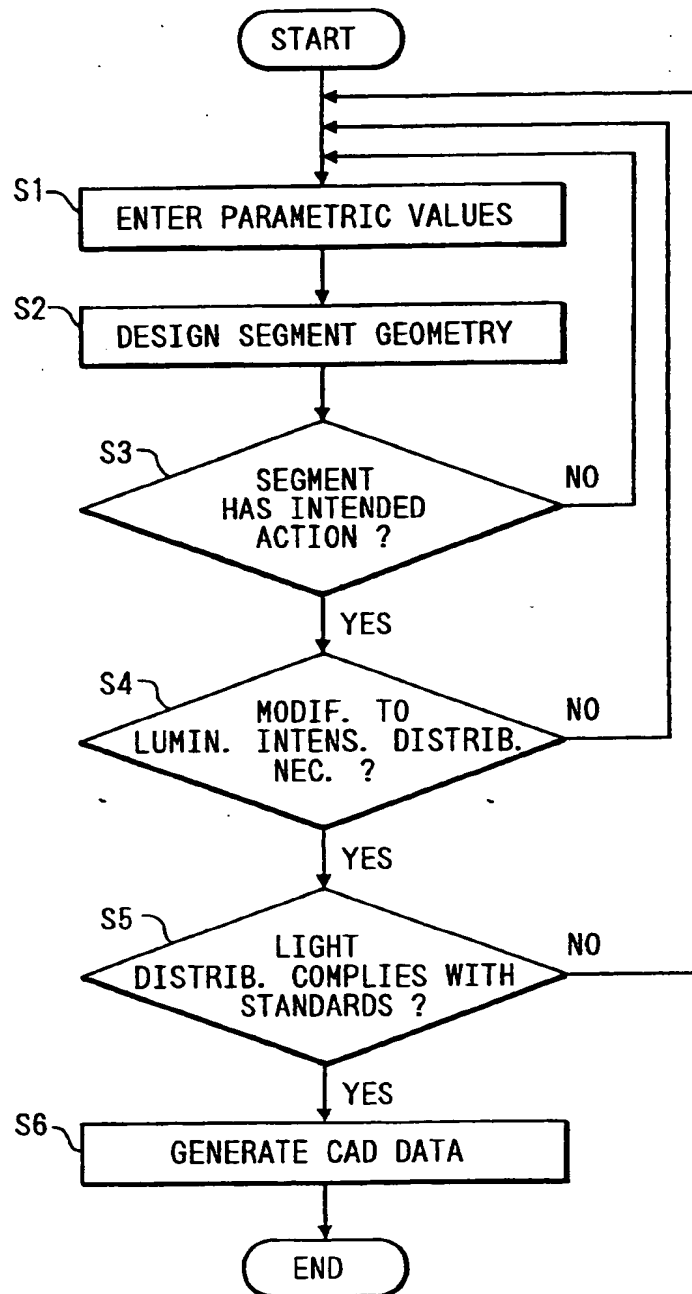 START
S1
ENTER PARAMETRIC VALUES
S2
DESIGN SEGMENT GEOMETRY
S3
SEGMENT
HAS INTENDED
ACTION ?
NO
YES
S4
MODIF. TO
LUMIN. INTENS. DISTRIB.
NEC. ?
NO
YES
S5
LIGHT
DISTRIB. COMPLIES WITH
STANDARDS ?
NO
YES
S6
GENERATE CAD DATA
END